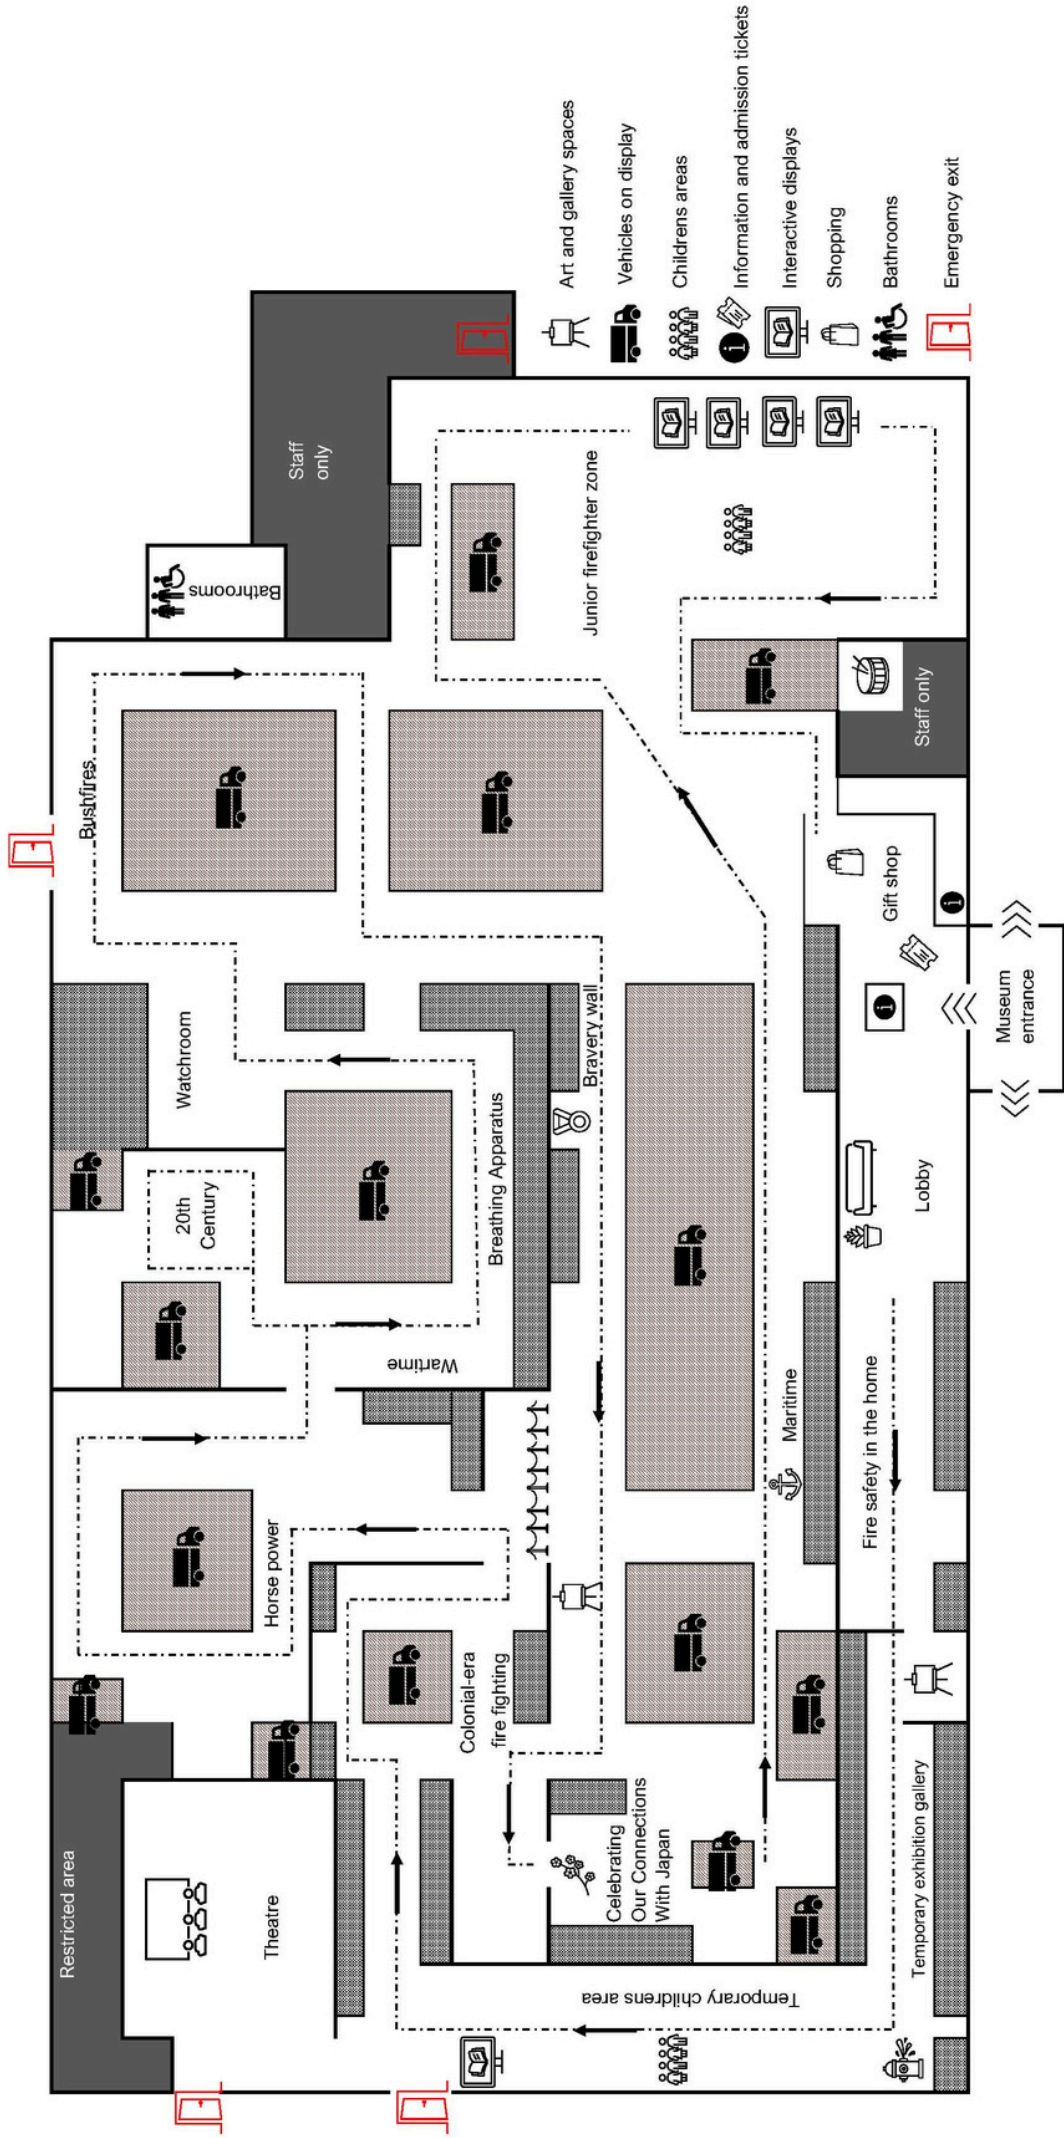 Restricted area
Theatre
Horse power
Colonial-era
fire fighting
Celebrating
Our Connections
With Japan
Temporary childrens area
Temporary exhibition gallery
Fire safety in the home
Maritime
Wartime
20th
Century
Breathing Apparatus
Watchroom
Bravery wall
Bushfires
Bathrooms
Staff
only
Junior firefighter zone
Staff only
Gift shop
Lobby
Museum
entrance
Art and gallery spaces
Vehicles on display
Childrens areas
Information and admission tickets
Interactive displays
Shopping
Bathrooms
Emergency exit